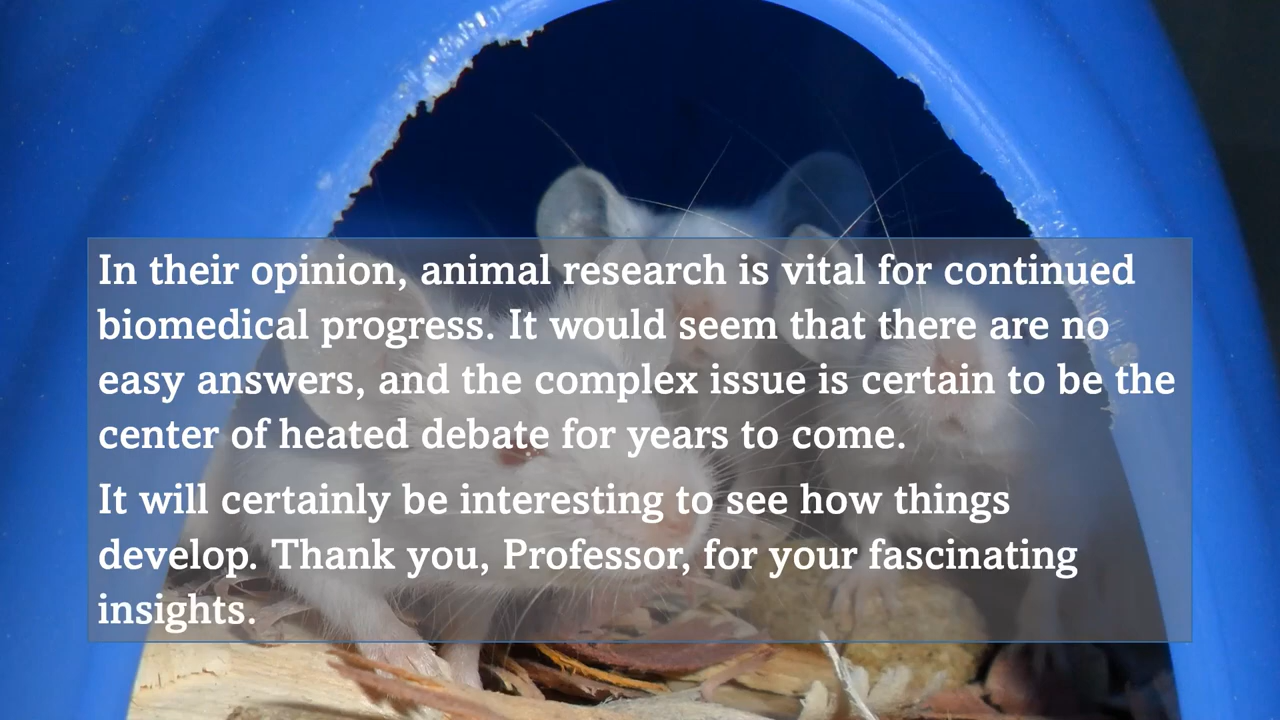 In their opinion, animal research is vital for continued
biomedical progress. It would seem that there are no
easy answers, and the complex issue is certain to be the
center of heated debate for years to come.
It will certainly be interesting to see how things
develop. Thank you, Professor, for your fascinating
insights.